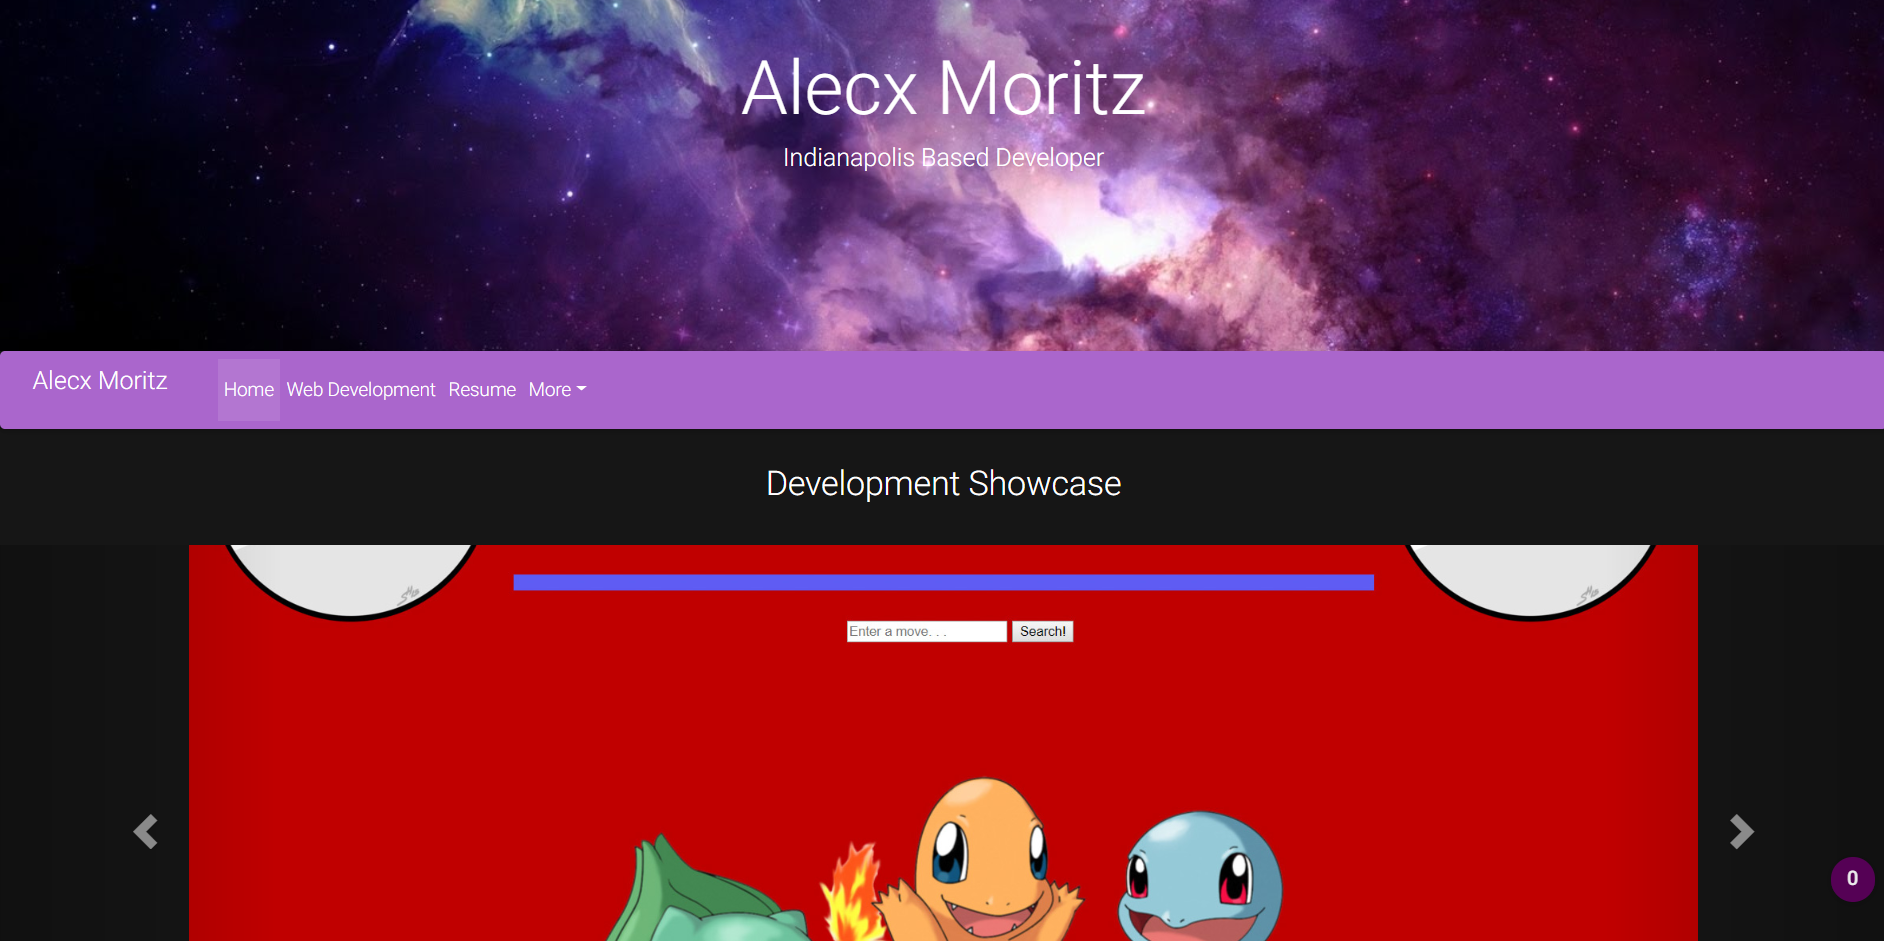 Alecx Moritz
Indianapolis Based Developer
Alecx Moritz
Home Web Development Resume More
Development Showcase
Enter a move. . . Search!
0